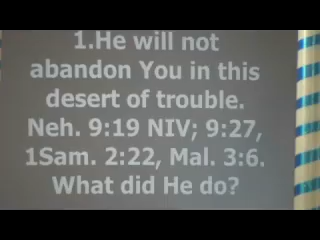 1.He will not
abandon You in this
desert of trouble.
Neh. 9:19 NIV; 9:27,
1Sam. 2:22, Mal. 3:6.
What did He do?